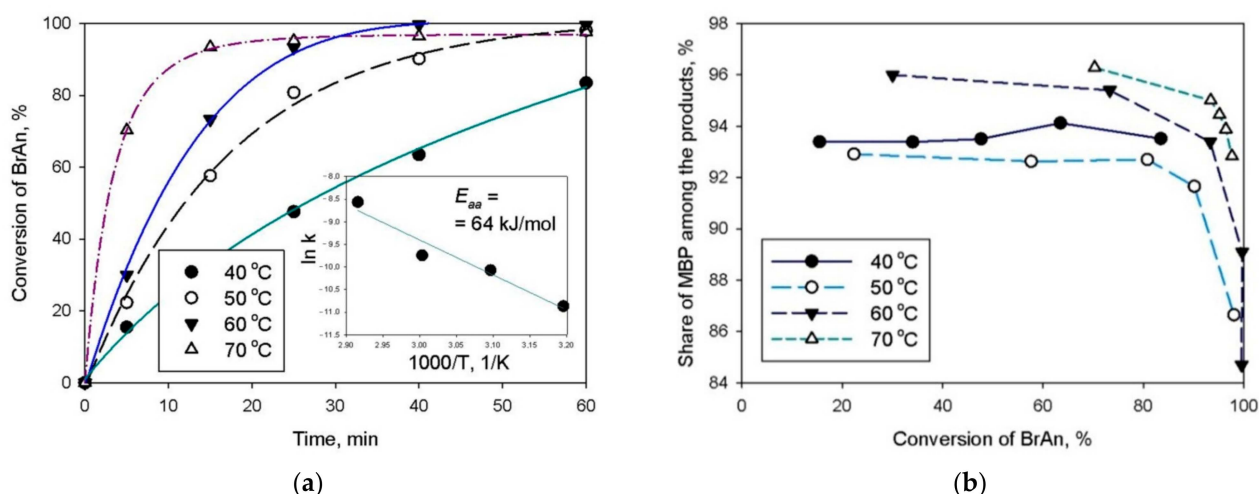 100
80
60
40
20
0
Conversion of BrAn, %
0 10 20 30 40 50 60
Time, min
40 °C
50 °C
60 °C
70 °C
-8.0
-8.5
-9.0
-9.5
-10.0
-10.5
-11.0
-11.5
ln k
2.90 2.95 3.00 3.05 3.10 3.15 3.20
1000/T, 1/K
Eaa =
= 64 kJ/mol
(a)
98
96
94
92
90
88
86
84
Share of MBP among the products, %
0 20 40 60 80 100
Conversion of BrAn, %
40 °C
50 °C
60 °C
70 °C
(b)